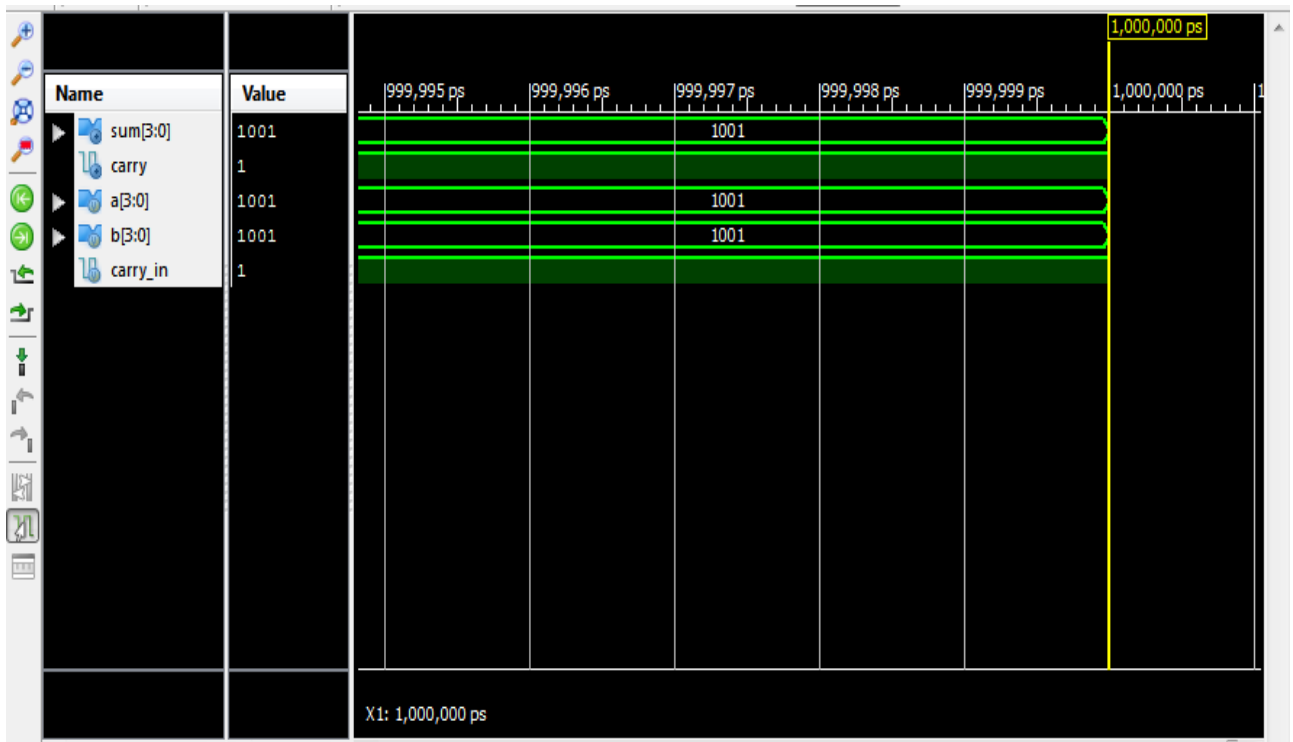 1,000,000 ps
Name Value 999,995 ps 999,996 ps 999,997 ps 999,998 ps 999,999 ps 1,000,000 ps 1
sum[3:0] 1001 1001
carry 1
a[3:0] 1001 1001
b[3:0] 1001 1001
carry_in 1
X1: 1,000,000 ps